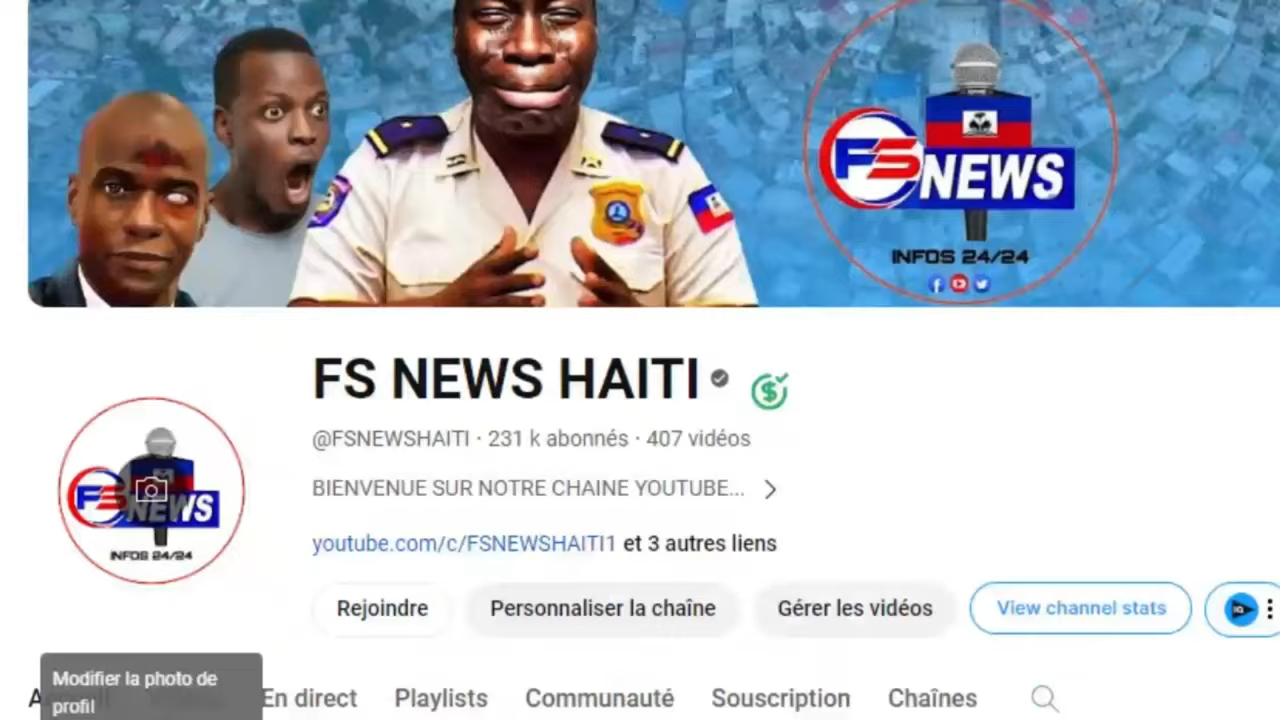 FS NEWS
INFOS 24/24
FS NEWS HAITI
@FSNEWSHAITI · 231 k abonnés · 407 vidéos
BIENVENUE SUR NOTRE CHAINE YOUTUBE...
youtube.com/c/FSNEWSHAITI1 et 3 autres liens
FS NEWS
INFOS 24/24
Rejoindre Personnaliser la chaîne Gérer les vidéos View channel stats
Modifier la photo de
profil
En direct Playlists Communauté Souscription Chaînes